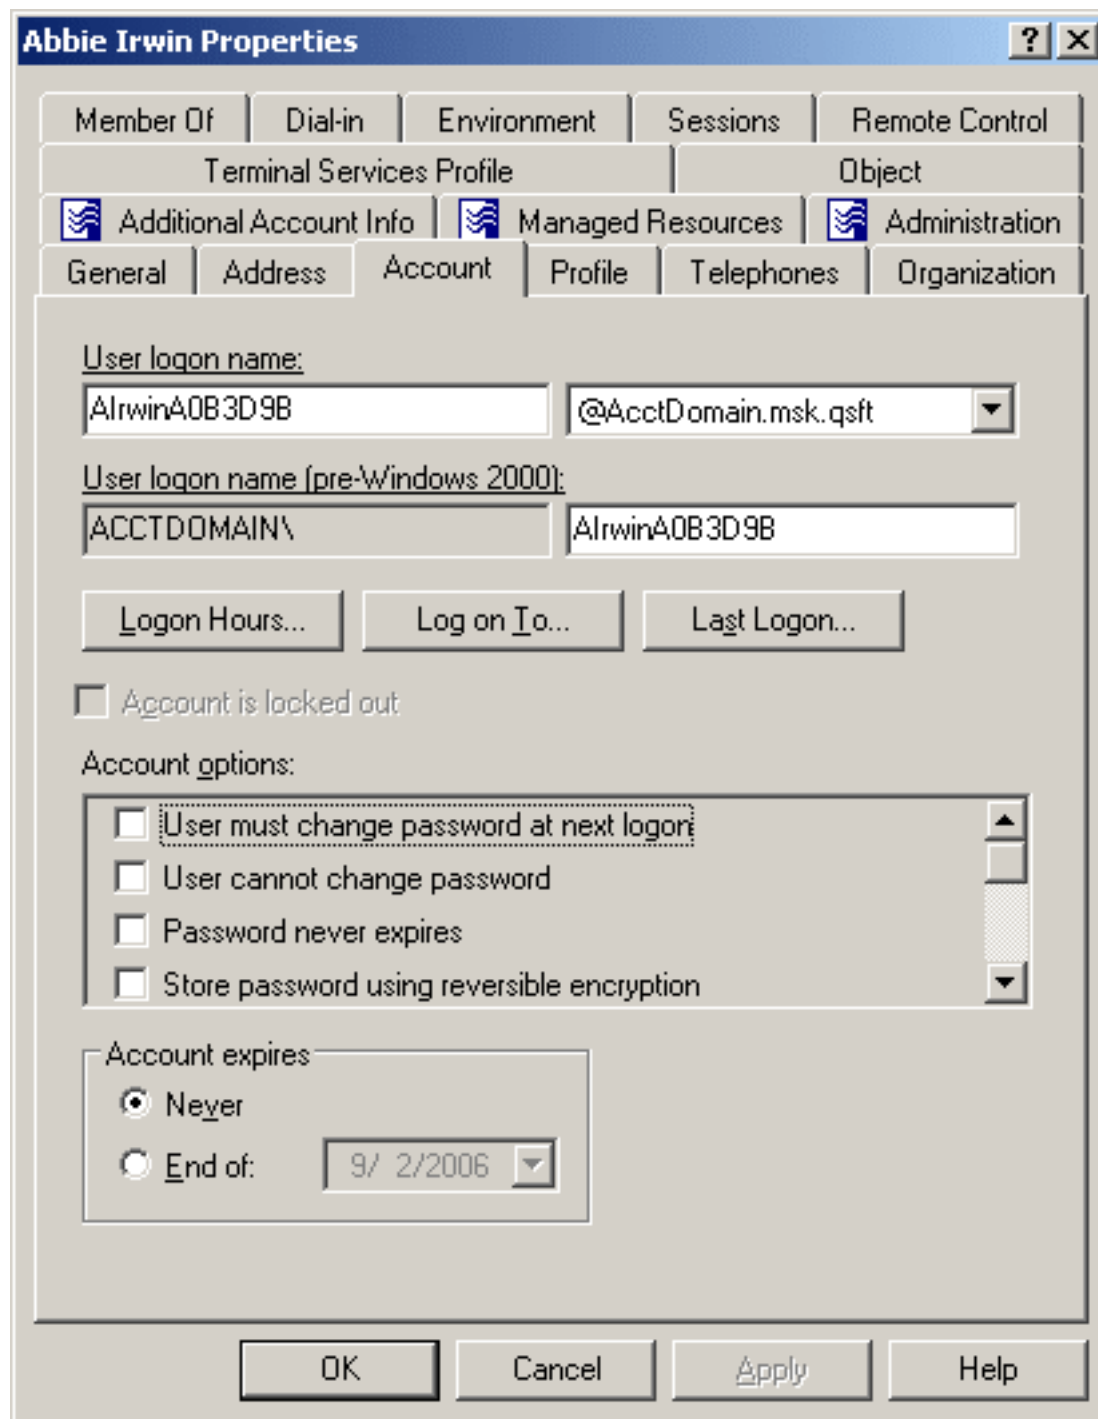 Abbie Irwin Properties
Member Of Dial-in Environment Sessions Remote Control
Terminal Services Profile Object
Additional Account Info Managed Resources Administration
General Address Account Profile Telephones Organization
User logon name:
AIrwinA0B3D9B @AcctDomain.msk.qsft
User logon name (pre-Windows 2000):
ACCTDOMAIN\ AIrwinA0B3D9B
Logon Hours... Log on To... Last Logon...
Account is locked out
Account options:
User must change password at next logon
User cannot change password
Password never expires
Store password using reversible encryption
Account expires
Never
End of: 9/ 2/2006
OK Cancel Apply Help